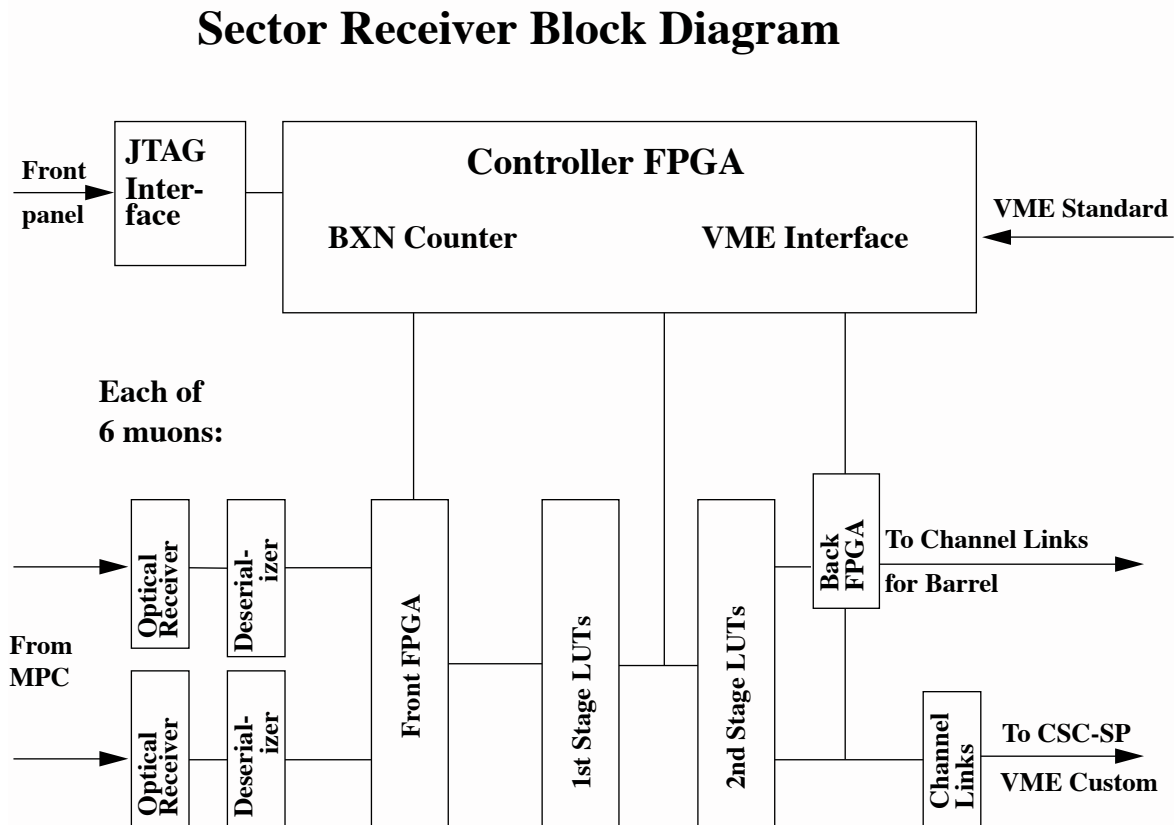 Sector Receiver Block Diagram
JTAG
Inter-
face
Front
panel
Controller FPGA
BXN Counter
VME Interface
VME Standard
Each of
6 muons:
From
MPC
Optical
Receiver
Deserial-
izer
Optical
Receiver
Deserial-
izer
Front FPGA
1st Stage LUTs
2nd Stage LUTs
Back
FPGA
To Channel Links
for Barrel
Channel
Links
To CSC-SP
VME Custom